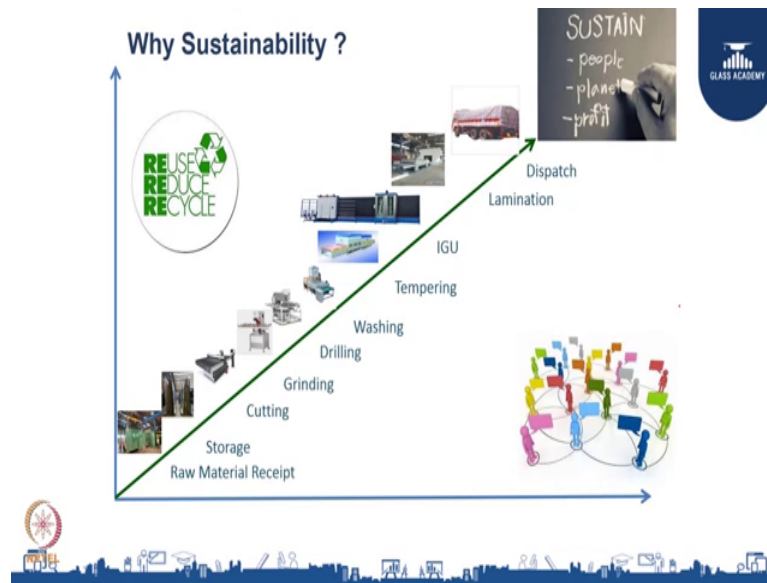 Why Sustainability ?
SUSTAIN
- people
- planet
- profit
GLASS ACADEMY
REUSE
REDUCE
RECYCLE
Dispatch
Lamination
IGU
Tempering
Washing
Drilling
Grinding
Cutting
Storage
Raw Material Receipt
NPTEL